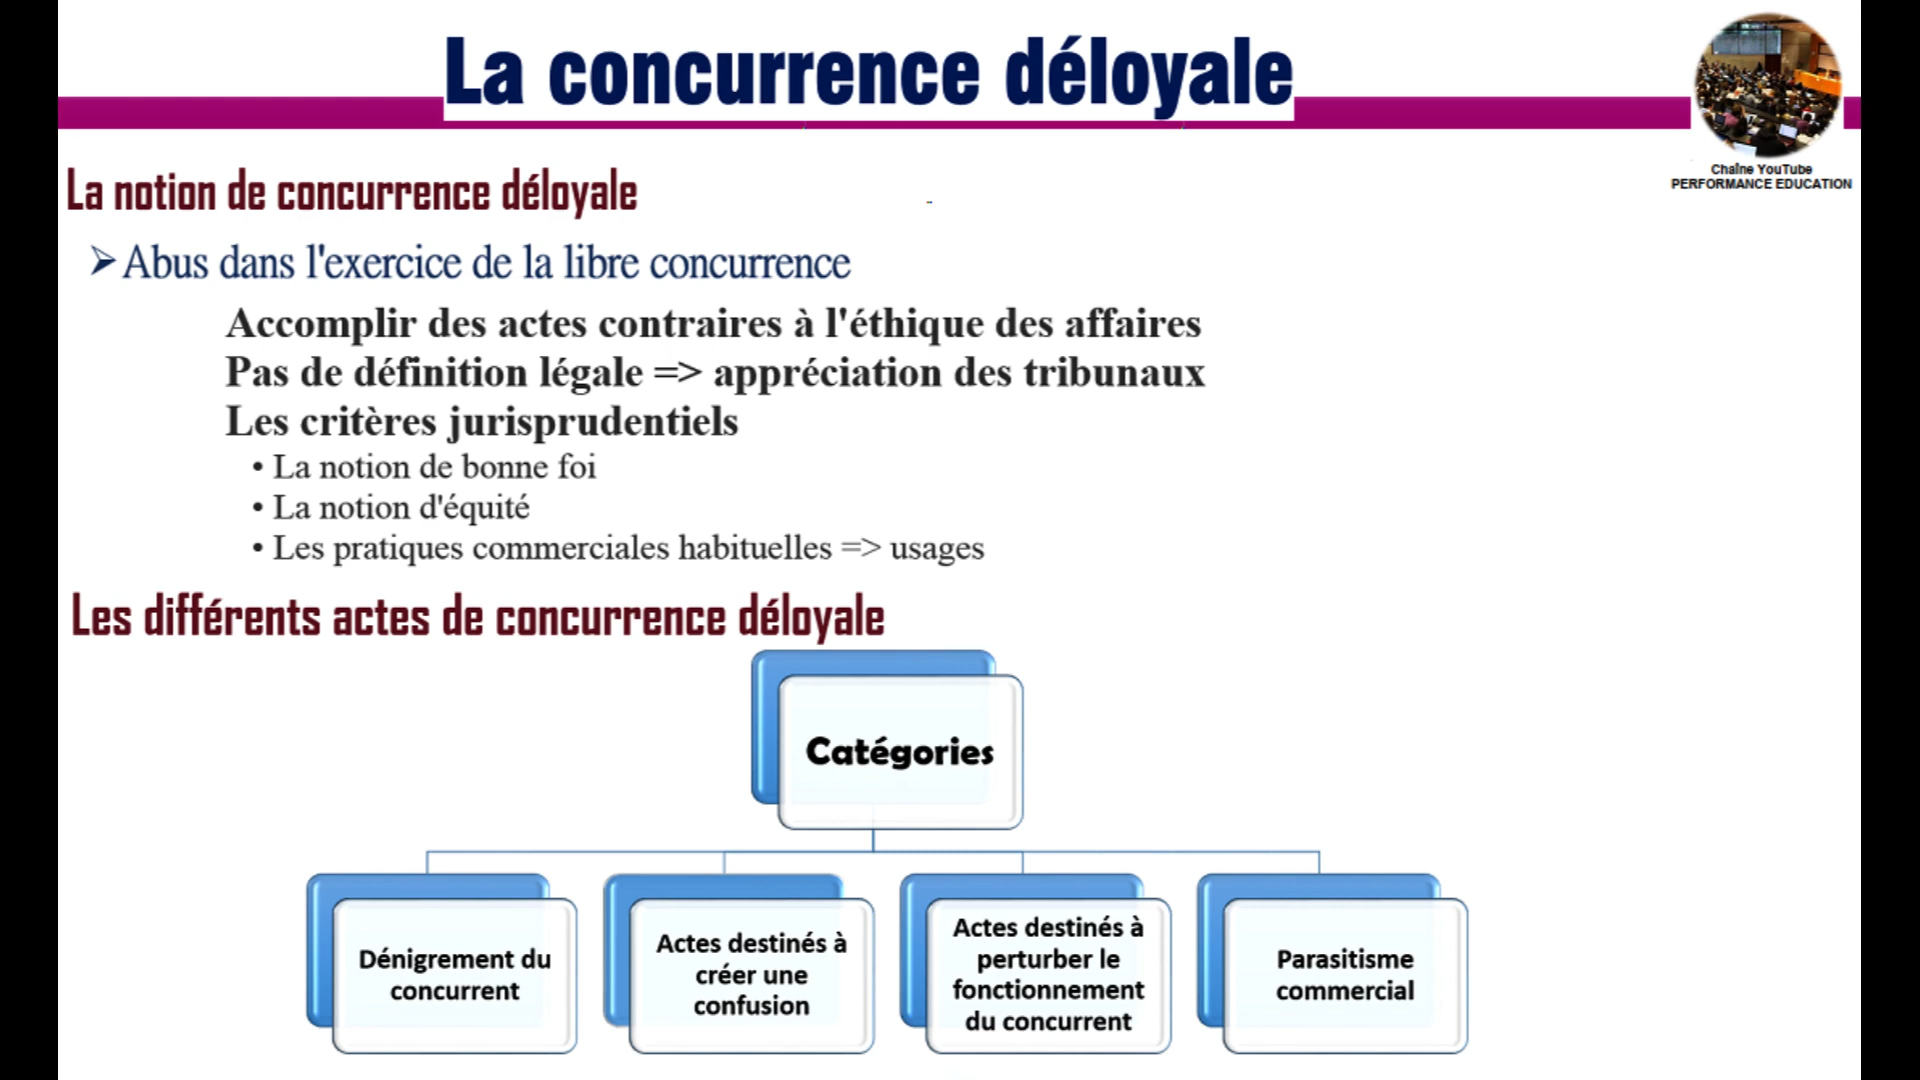 La concurrence déloyale
Chaîne YouTube
PERFORMANCE EDUCATION
La notion de concurrence déloyale
➢ Abus dans l'exercice de la libre concurrence
Accomplir des actes contraires à l'éthique des affaires
Pas de définition légale => appréciation des tribunaux
Les critères jurisprudentiels
• La notion de bonne foi
• La notion d'équité
• Les pratiques commerciales habituelles => usages
Les différents actes de concurrence déloyale
Catégories
Dénigrement du
concurrent
Actes destinés à
créer une
confusion
Actes destinés à
perturber le
fonctionnement
du concurrent
Parasitisme
commercial